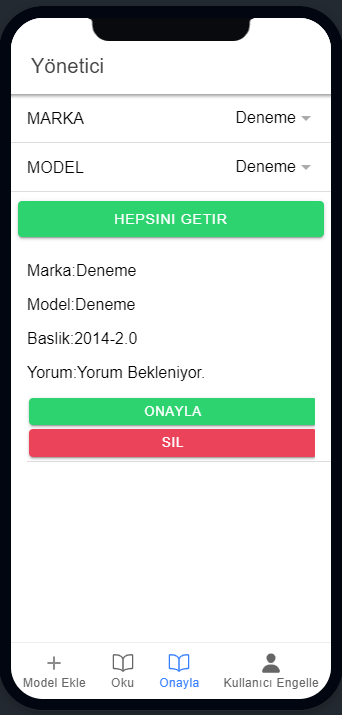 Yönetici
MARKA Deneme
MODEL Deneme
HEPSINI GETIR
Marka:Deneme
Model:Deneme
Baslik:2014-2.0
Yorum:Yorum Bekleniyor.
ONAYLA
SIL
Model Ekle Oku Onayla Kullanıcı Engelle